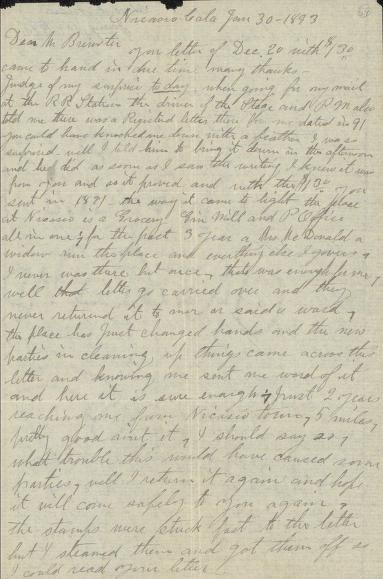 Nicasio Cala Jan 30 - 1893
Dear Mr Brewster
your letter of Dec. 20 with $1.30
came to hand in due time many thanks -
Judge of my surprise to day, when going for my mail
at the RR Station the driver of the Stage and P.M also
told me there was a Registed letter there for me dated in 91
you could have knocked me down with a feather I was so
surprised well I told him to bring it down in the afternoon
and he did as soon as I saw the writing I knew it was
from you and so it proved and with the $1.30 you
sent in 1891 - the way it came to light the place
at Nicasio is a Grocery Gin Mill and P. Office
all in one & for the past 3 year a Mrs McDonald a
widow run the place and everything else I guess,
I never was there but once, that was enough for me,
well that letter go carried over and they
never returned it to me or said a word,
the place has Just changed hands and the new
parties in cleaning up things came across this
letter and knowing me sent me word of it
and here it is sure enough & Just 2 years
reaching me from Nicasio town, 5 miles,
pretty good aint it, I should say so,
what trouble this would have caused some
parties, well I return it again and hope
it will come safely to you again,
the stamps were stuck fast to the letter
but I steamed them and got them off so
I could read your letter